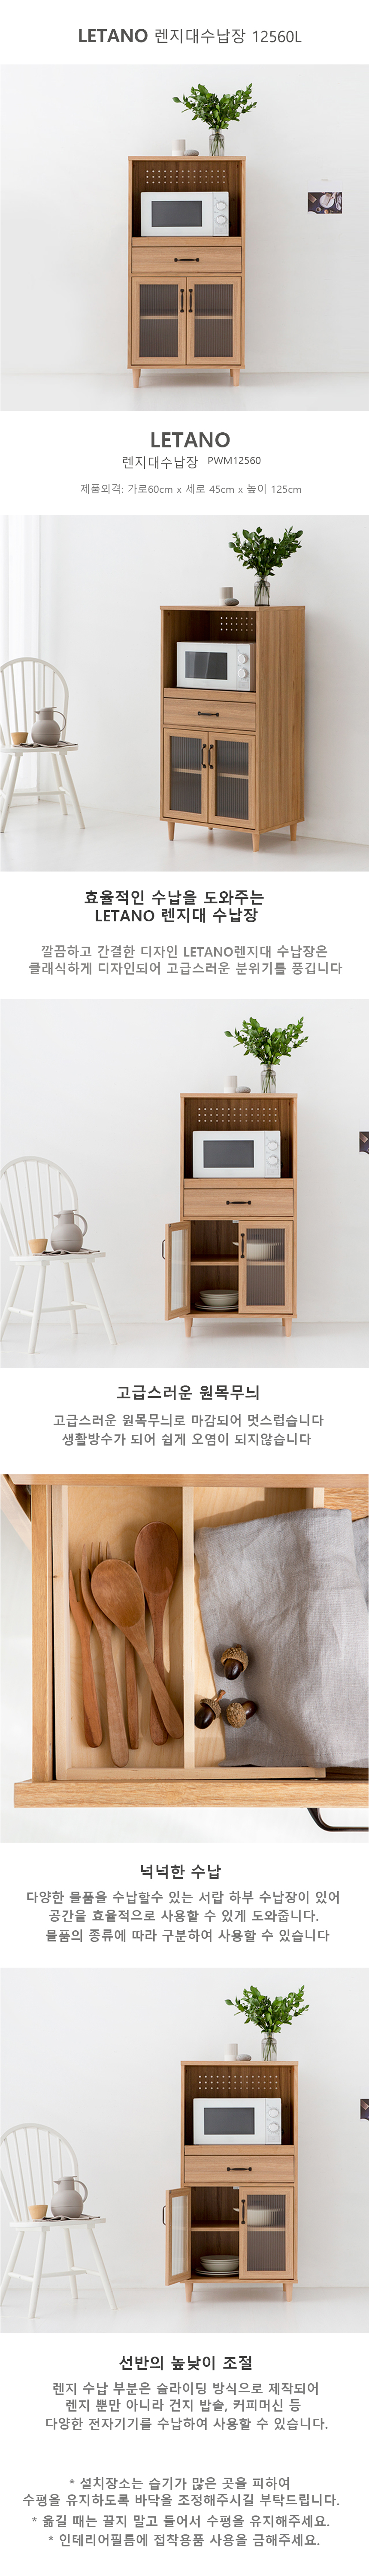 LETANO 렌지대수납장 12560L
LETANO
렌지대수납장 PWM12560
제품외격: 가로60cm x 세로 45cm x 높이 125cm
효율적인 수납을 도와주는
LETANO 렌지대 수납장
깔끔하고 간결한 디자인 LETANO렌지대 수납장은
클래식하게 디자인되어 고급스러운 분위기를 풍깁니다
고급스러운 원목무늬
고급스러운 원목무늬로 마감되어 멋스럽습니다
생활방수가 되어 쉽게 오염이 되지않습니다
넉넉한 수납
다양한 물품을 수납할수 있는 서랍 하부 수납장이 있어
공간을 효율적으로 사용할 수 있게 도와줍니다.
물품의 종류에 따라 구분하여 사용할 수 있습니다
선반의 높낮이 조절
렌지 수납 부분은 슬라이딩 방식으로 제작되어
렌지 뿐만 아니라 건지 밥솥, 커피머신 등
다양한 전자기기를 수납하여 사용할 수 있습니다.
* 설치장소는 습기가 많은 곳을 피하여
수평을 유지하도록 바닥을 조정해주시길 부탁드립니다.
* 옮길 때는 끌지 말고 들어서 수평을 유지해주세요.
* 인테리어필름에 접착용품 사용을 금해주세요.